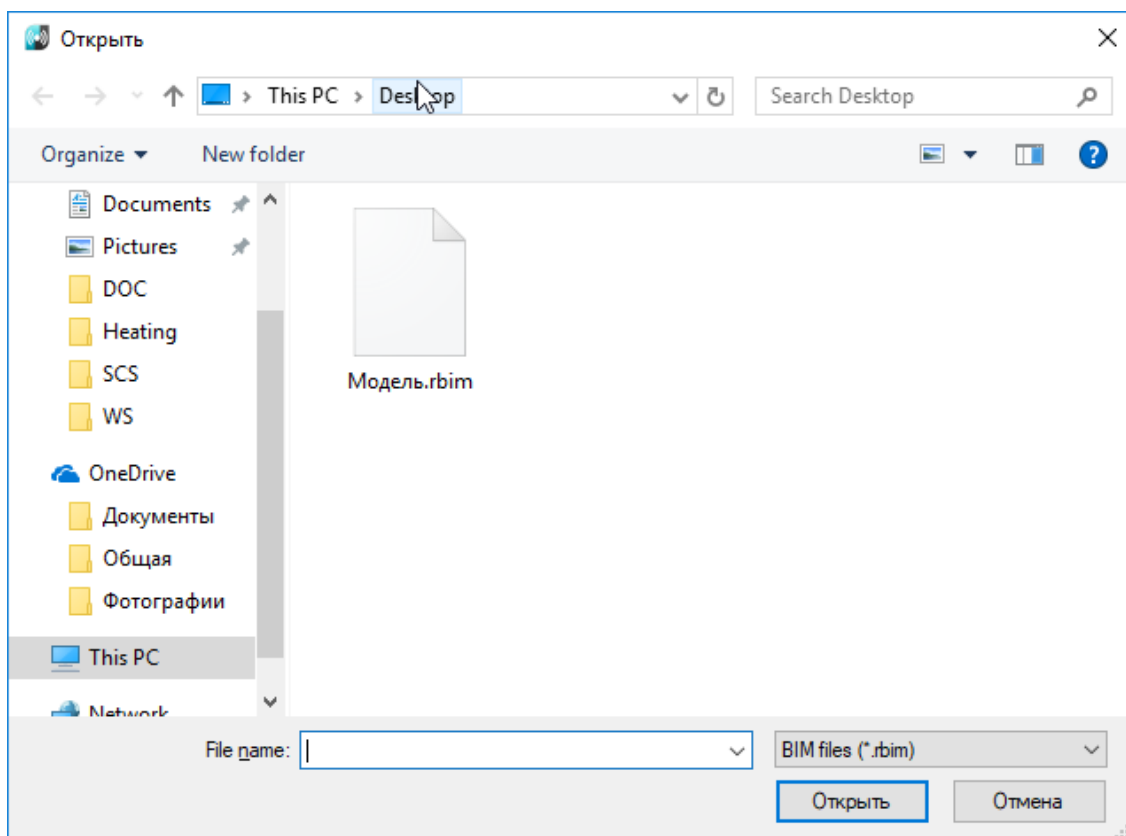 Открыть
This PC > Desktop
Search Desktop
Organize
New folder
Documents
Pictures
DOC
Heating
SCS
WS
OneDrive
Документы
Общая
Фотографии
This PC
Network
Модель.rbim
File name:
BIM files (*.rbim)
Открыть
Отмена